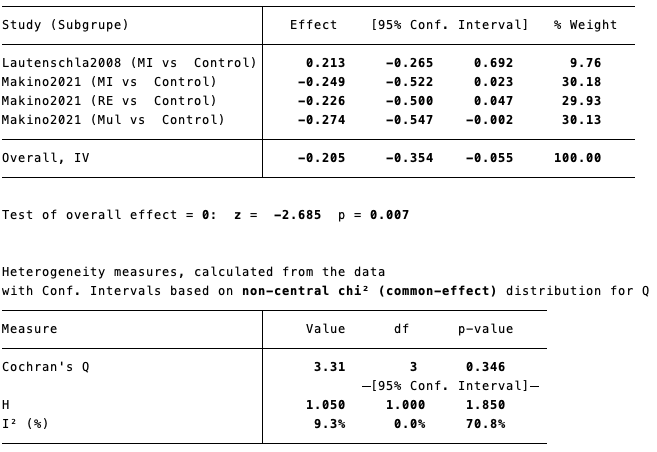 Study (Subgrupe) Effect [95% Conf. Interval] % Weight
Lautenschla2008 (MI vs Control) 0.213 −0.265 0.692 9.76
Makino2021 (MI vs Control) −0.249 −0.522 0.023 30.18
Makino2021 (RE vs Control) −0.226 −0.500 0.047 29.93
Makino2021 (Mul vs Control) −0.274 −0.547 −0.002 30.13
Overall, IV −0.205 −0.354 −0.055 100.00
Test of overall effect = 0: z = −2.685 p = 0.007
Heterogeneity measures, calculated from the data
with Conf. Intervals based on non-central chi² (common-effect) distribution for Q
Measure Value df p-value
Cochran's Q 3.31 3 0.346
—[95% Conf. Interval]—
H 1.050 1.000 1.850
I² (%) 9.3% 0.0% 70.8%